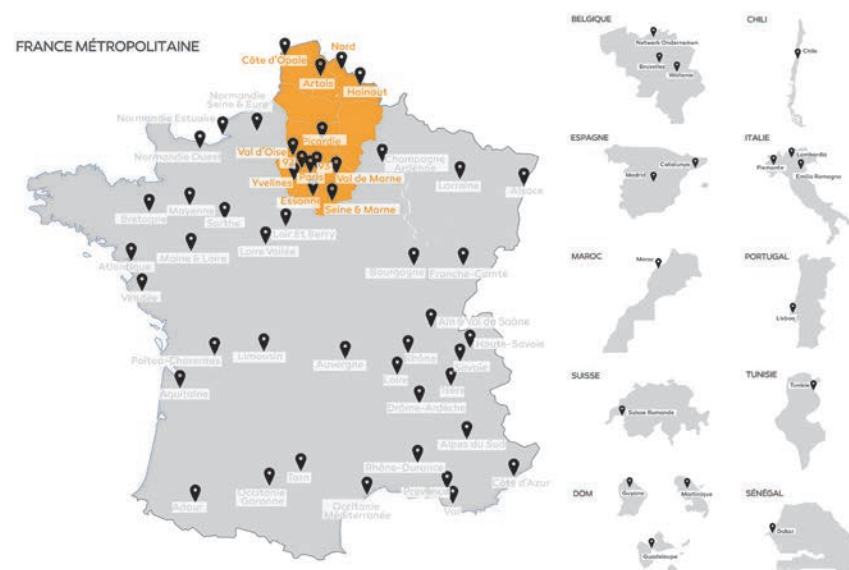 FRANCE MÉTROPOLITAINE
Côte d'Opale
Nord
Artois
Hainaut
Normandie
Seine & Eure
Normandie Estuaire
Normandie Ouest
Picardie
Val d'Oise
92
93
Paris
Val de Marne
Yvelines
Essonne
Seine & Marne
Champagne
Ardenne
Lorraine
Alsace
Bretagne
Mayenne
Sarthe
Loir Et Berry
Loire Vallée
Atlantique
Maine & Loire
Vendée
Bourgogne
Franche-Comté
Ain & Val de Saône
Haute-Savoie
Poitou-Charentes
Limousin
Auvergne
Rhône
Savoie
Loire
Isère
Aquitaine
Drôme-Ardèche
Alpes du Sud
Rhône-Durance
Tarn
Occitanie
Garonne
Adour
Occitanie
Méditerranée
Provence
Var
Côte d'Azur
BELGIQUE
Netwerk Ondernemen
Bruxelles
Wallonie
CHILI
Chile
ESPAGNE
Catalunya
Madrid
ITALIE
Lombardia
Piemonte
Emilia Romagna
MAROC
Maroc
PORTUGAL
Lisboa
SUISSE
Suisse Romande
TUNISIE
Tunisie
DOM
Guyane
Martinique
Guadeloupe
SÉNÉGAL
Dakar